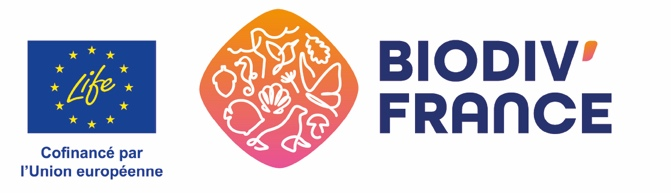 Life
Cofinancé par
l'Union européenne
BIODIV'
FRANCE